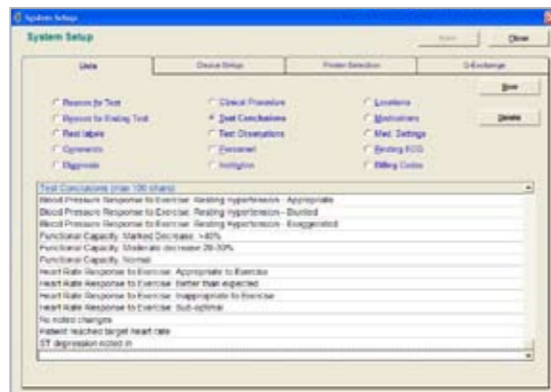 System Setup
System Setup
Save Close
Lists Device Setup Printer Selection Q-Exchange
New
Reason for Test Clinical Procedure Locations
Reason for Ending Test Test Conclusions Medications Delete
Rest labels Test Observations Med. Settings
Comments Personnel Resting ECG
Diagnosis Institution Billing Codes
Test Conclusions (max 100 chars)
Blood Pressure Response to Exercise: Resting hypertension - Appropriate
Blood Pressure Response to Exercise: Resting hypertension - Blunted
Blood Pressure Response to Exercise: Resting hypertension - Exaggerated
Functional Capacity: Marked Decrease >40%
Functional Capacity: Moderate decrease 20-30%
Functional Capacity: Normal
Heart Rate Response to Exercise: Appropriate to Exercise
Heart Rate Response to Exercise: Better than expected
Heart Rate Response to Exercise: Inappropriate to Exercise
Heart Rate Response to Exercise: Sub-optimal
No noted changes
Patient reached target heart rate
ST depression noted in